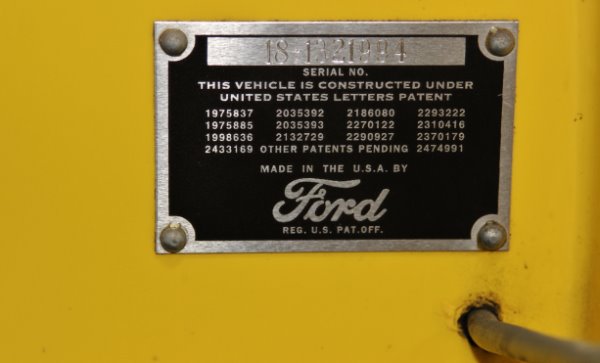 18-1321994
SERIAL NO.
THIS VEHICLE IS CONSTRUCTED UNDER
UNITED STATES LETTERS PATENT
1975837 2035392 2186080 2293222
1975885 2035393 2270122 2310416
1998636 2132729 2290927 2370179
2433169 OTHER PATENTS PENDING 2474991
MADE IN THE U.S.A. BY
Ford
REG. U.S. PAT. OFF.